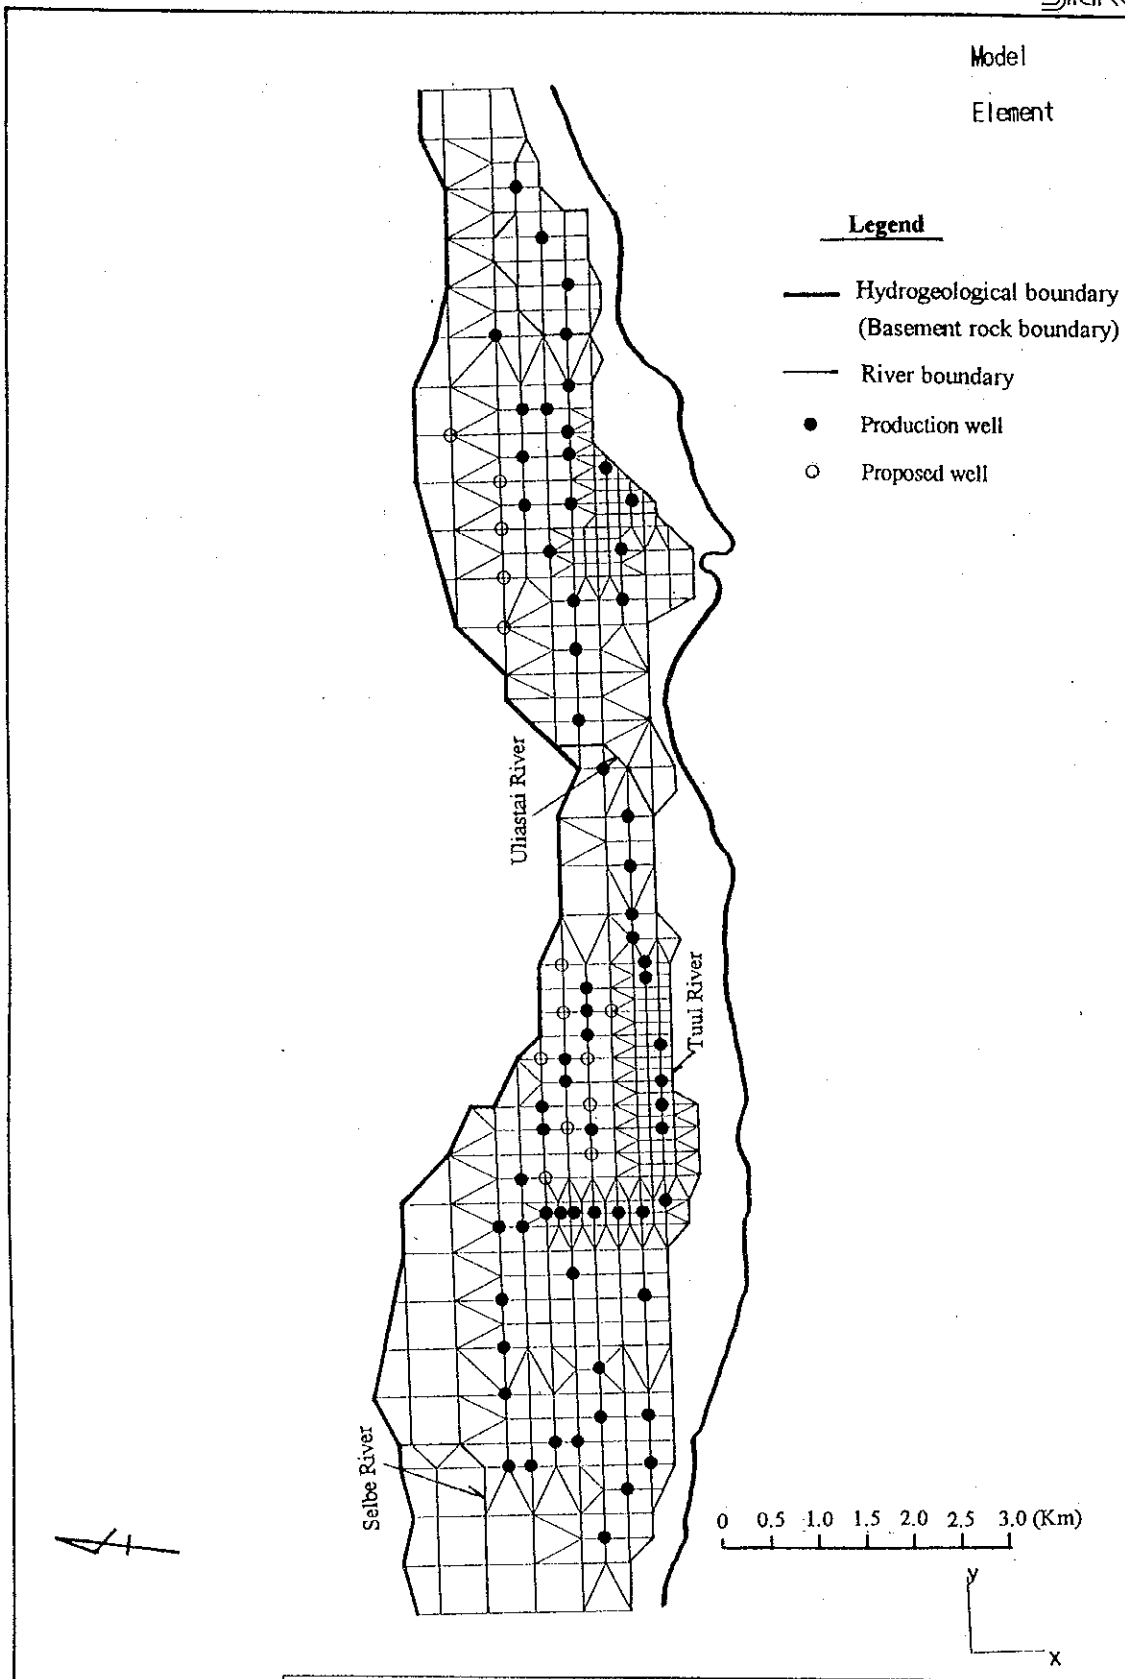 Model
Element
Legend
Hydrogeological boundary
(Basement rock boundary)
River boundary
Production well
Proposed well
Uliastai River
Tuul River
Selbe River
0 0.5 1.0 1.5 2.0 2.5 3.0 (Km)
y
x